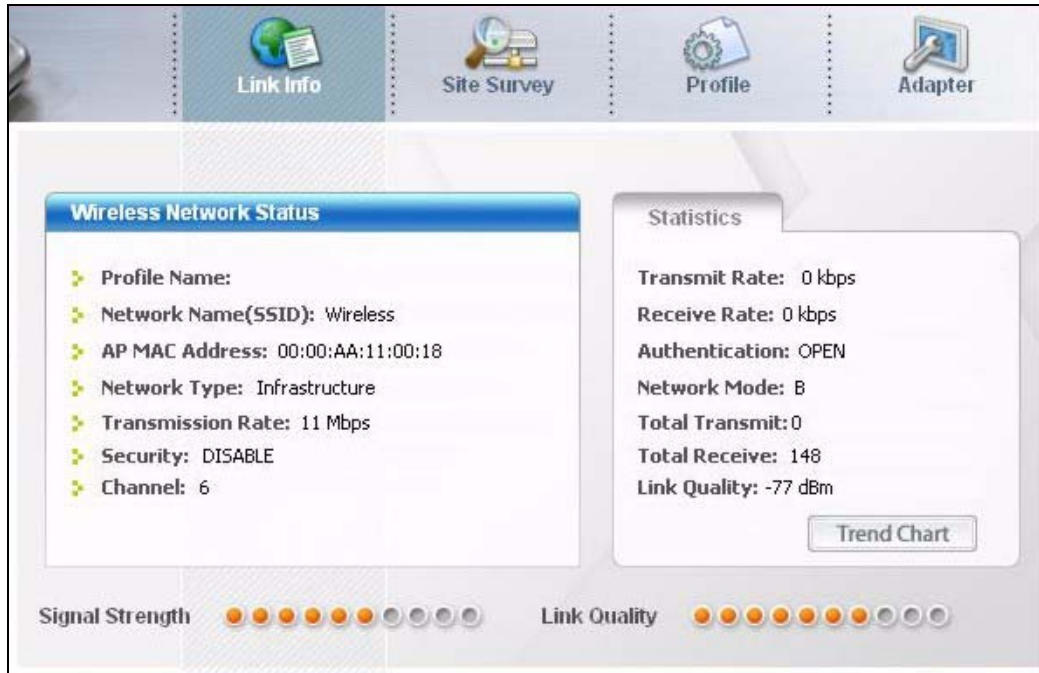 Link Info
Site Survey
Profile
Adapter
Wireless Network Status
Profile Name:
Network Name(SSID): Wireless
AP MAC Address: 00:00:AA:11:00:18
Network Type: Infrastructure
Transmission Rate: 11 Mbps
Security: DISABLE
Channel: 6
Statistics
Transmit Rate: 0 kbps
Receive Rate: 0 kbps
Authentication: OPEN
Network Mode: B
Total Transmit: 0
Total Receive: 148
Link Quality: -77 dBm
Trend Chart
Signal Strength
Link Quality